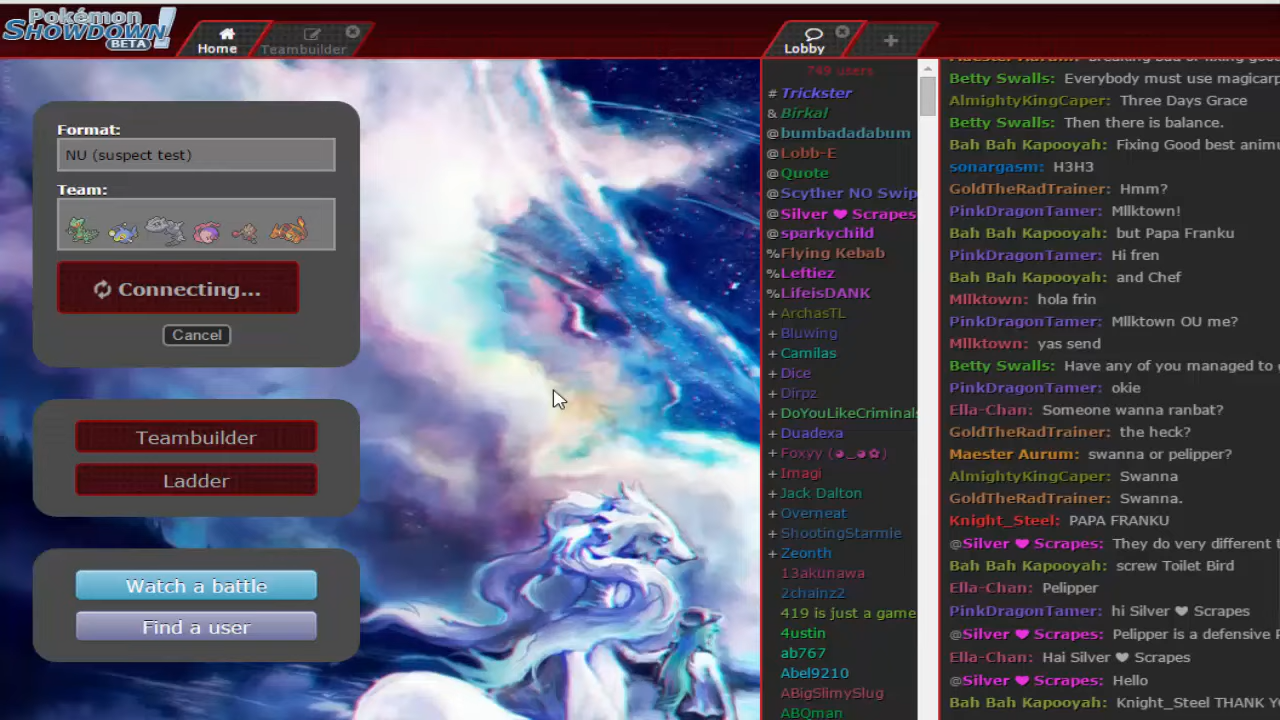 Pokémon
SHOWDOWN!
BETA
Home
Teambuilder
Lobby
Format:
NU (suspect test)
Team:
Connecting...
Cancel
Teambuilder
Ladder
Watch a battle
Find a user
749 users
# Trickster
& Birkal
@bumbadadabum
@Lobb-E
@Quote
@Scyther NO Swip
@Silver ❤ Scrapes
@sparkychild
%Flying Kebab
%Leftiez
%LifeisDANK
+ArchasTL
+Bluwing
+Camilas
+Dice
+Dirpz
+DoYouLikeCriminals
+Duadexa
+Foxyy (◕‿◕✿)
+Imagi
+Jack Dalton
+Overneat
+ShootingStarmie
+Zeonth
13akunawa
2chainz2
419 is just a game
4ustin
ab767
Abel9210
ABigSlimySlug
ABQman
Betty Swalls: Everybody must use magicarp
AlmightyKingCaper: Three Days Grace
Betty Swalls: Then there is balance.
Bah Bah Kapooyah: Fixing Good best anim
sonargasm: H3H3
GoldTheRadTrainer: Hmm?
PinkDragonTamer: Mllktown!
Bah Bah Kapooyah: but Papa Franku
PinkDragonTamer: Hi fren
Bah Bah Kapooyah: and Chef
Mllktown: hola frin
PinkDragonTamer: Mllktown OU me?
Mllktown: yas send
Betty Swalls: Have any of you managed to
PinkDragonTamer: okie
Ella-Chan: Someone wanna ranbat?
GoldTheRadTrainer: the heck?
Maester Aurum: swanna or pelipper?
AlmightyKingCaper: Swanna
GoldTheRadTrainer: Swanna.
Knight_Steel: PAPA FRANKU
@Silver ❤ Scrapes: They do very different t
Bah Bah Kapooyah: screw Toilet Bird
Ella-Chan: Pelipper
PinkDragonTamer: hi Silver ❤ Scrapes
@Silver ❤ Scrapes: Pelipper is a defensive P
Ella-Chan: Hai Silver ❤ Scrapes
@Silver ❤ Scrapes: Hello
Bah Bah Kapooyah: Knight_Steel THANK Y